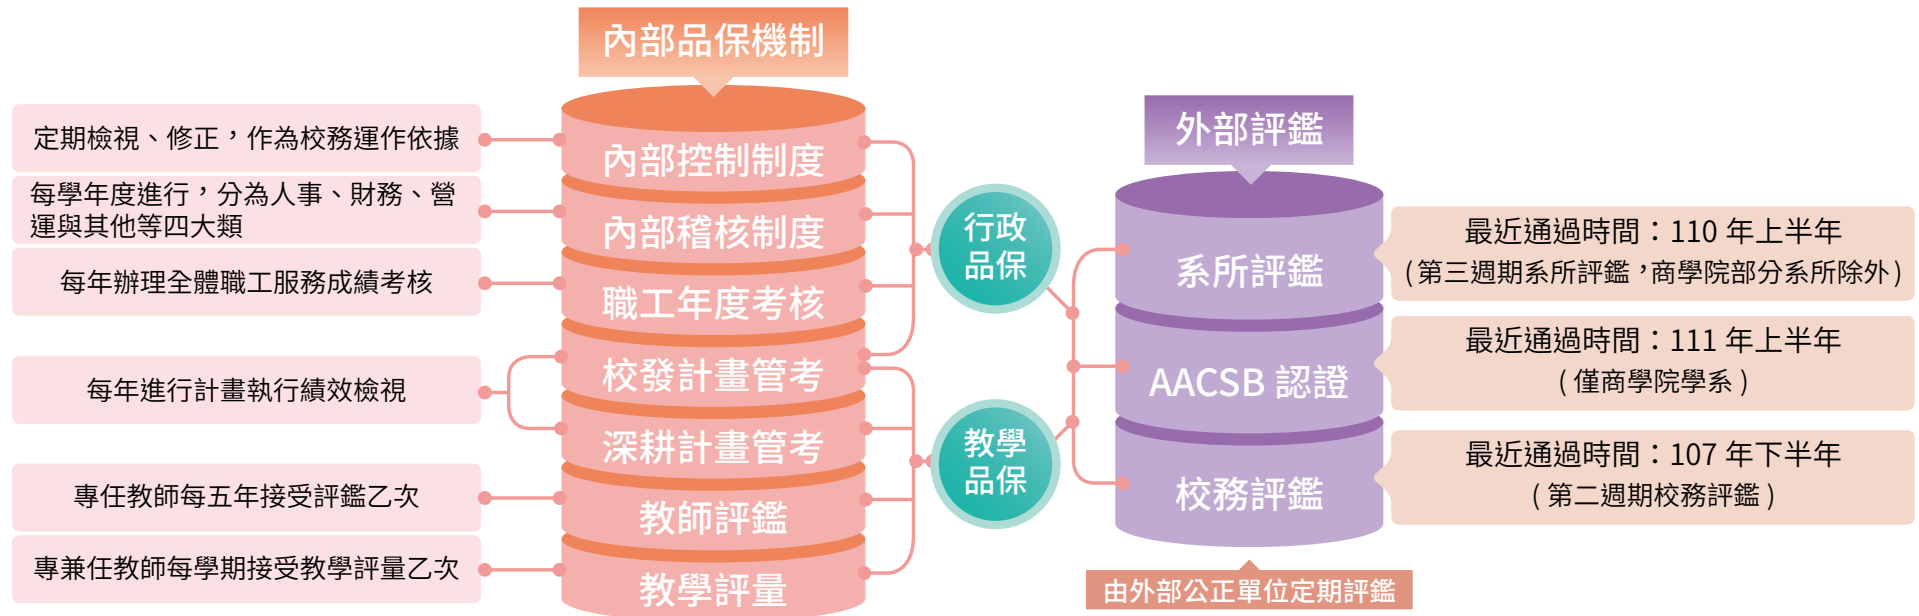 內部品保機制
定期檢視、修正，作為校務運作依據
每學年度進行，分為人事、財務、營
運與其他等四大類
每年辦理全體職工服務成績考核
每年進行計畫執行績效檢視
專任教師每五年接受評鑑乙次
專兼任教師每學期接受教學評量乙次
內部控制制度
內部稽核制度
職工年度考核
校發計畫管考
深耕計畫管考
教師評鑑
教學評量
行政
品保
教學
品保
外部評鑑
系所評鑑
AACSB 認證
校務評鑑
由外部公正單位定期評鑑
最近通過時間：110 年上半年
( 第三週期系所評鑑，商學院部分系所除外 )
最近通過時間：111 年上半年
( 僅商學院學系 )
最近通過時間：107 年下半年
( 第二週期校務評鑑 )